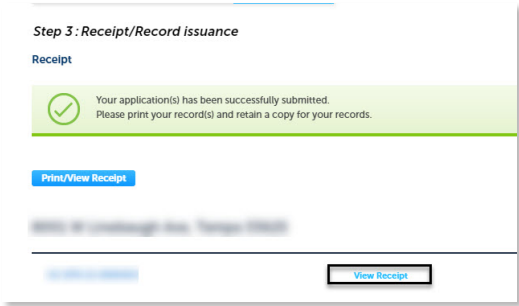 Step 3 : Receipt/Record issuance
Receipt
Your application(s) has been successfully submitted.
Please print your record(s) and retain a copy for your records.
Print/View Receipt
View Receipt